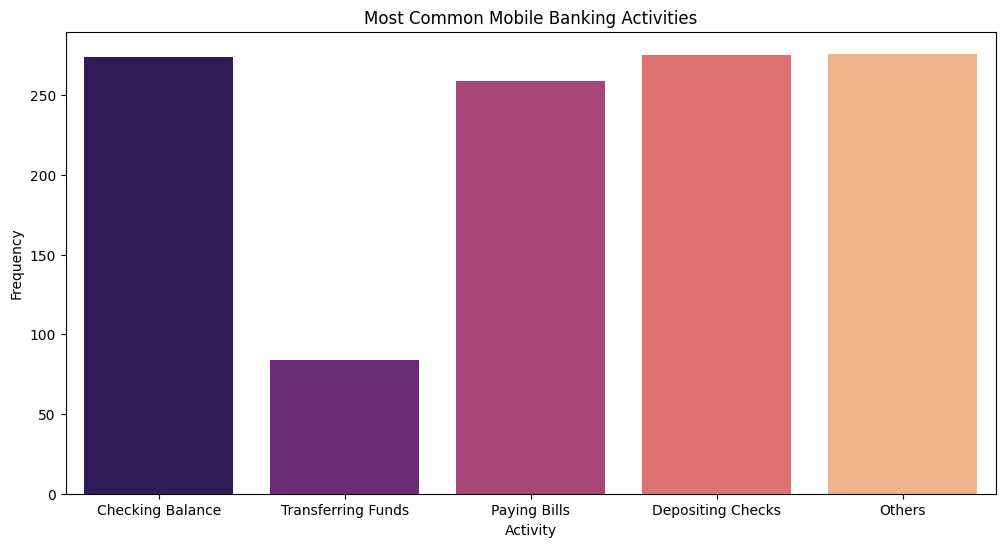 Most Common Mobile Banking Activities
Frequency
250
200
150
100
50
0
Checking Balance
Transferring Funds
Paying Bills
Depositing Checks
Others
Activity